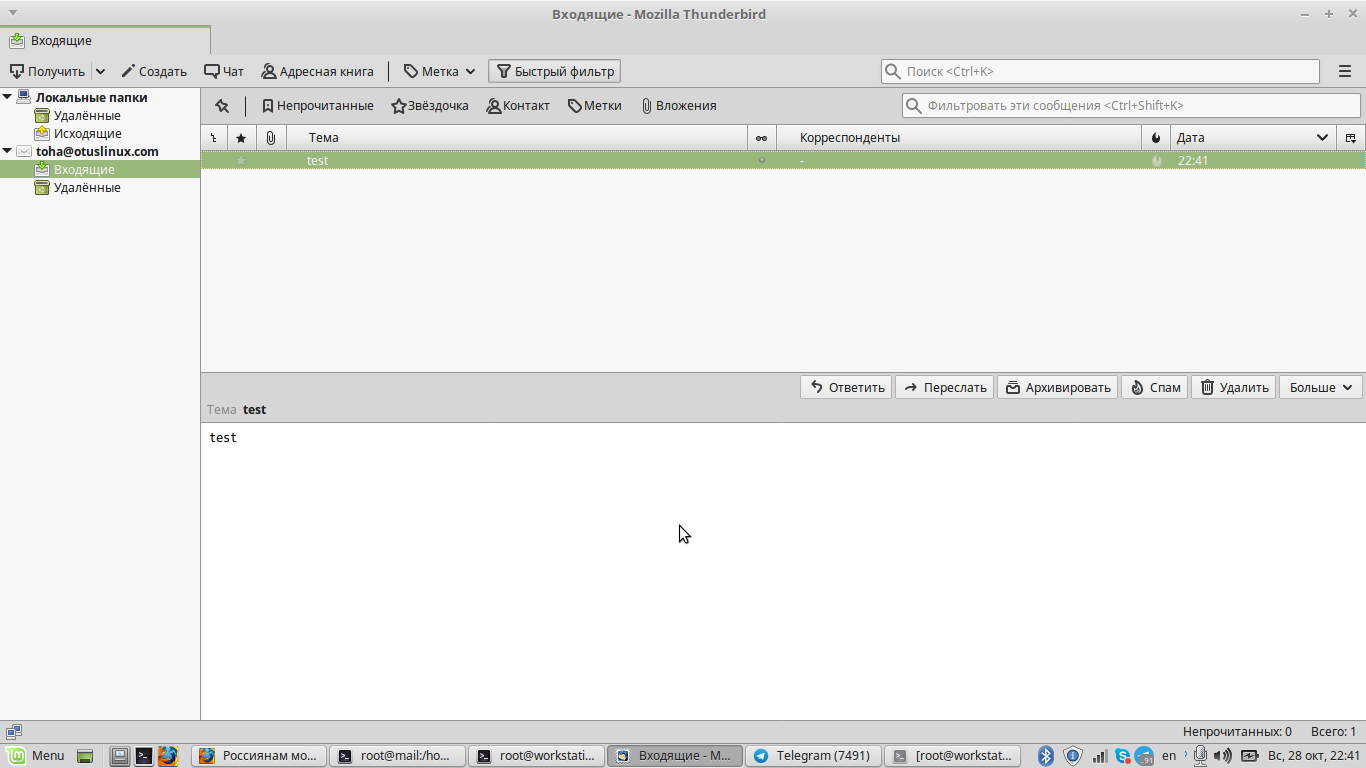 Входящие - Mozilla Thunderbird
Входящие
Получить Создать Чат Адресная книга Метка Быстрый фильтр Поиск <Ctrl+K>
Локальные папки
Удалённые
Исходящие
toha@otuslinux.com
Входящие
Удалённые
Непрочитанные Звёздочка Контакт Метки Вложения Фильтровать эти сообщения <Ctrl+Shift+K>
Тема Корреспонденты Дата
test - 22:41
Ответить Переслать Архивировать Спам Удалить Больше
Тема test
test
Непрочитанных: 0 Всего: 1
Menu Россиянам мо... root@mail:/ho... root@workstati... Входящие - M... Telegram (7491) [root@workstat... en Вс, 28 окт, 22:41